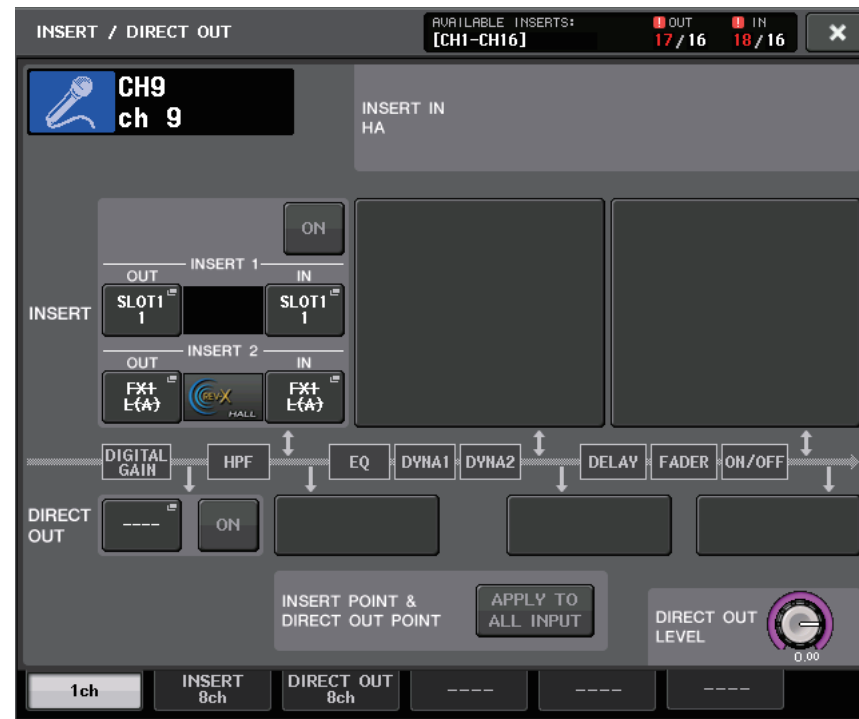 INSERT / DIRECT OUT
AVAILABLE INSERTS:
[CH1-CH16]
! OUT
17/16
! IN
18/16
CH9
ch 9
INSERT IN
HA
ON
INSERT 1
OUT
IN
INSERT
SLOT1
1
SLOT1
1
INSERT 2
OUT
IN
FX1
L(A)
REV-X
HALL
FX1
L(A)
DIGITAL
GAIN
HPF
EQ
DYNA1
DYNA2
DELAY
FADER
ON/OFF
DIRECT
OUT
----
ON
INSERT POINT &
DIRECT OUT POINT
APPLY TO
ALL INPUT
DIRECT OUT
LEVEL
0.00
1ch
INSERT
8ch
DIRECT OUT
8ch
----
----
----